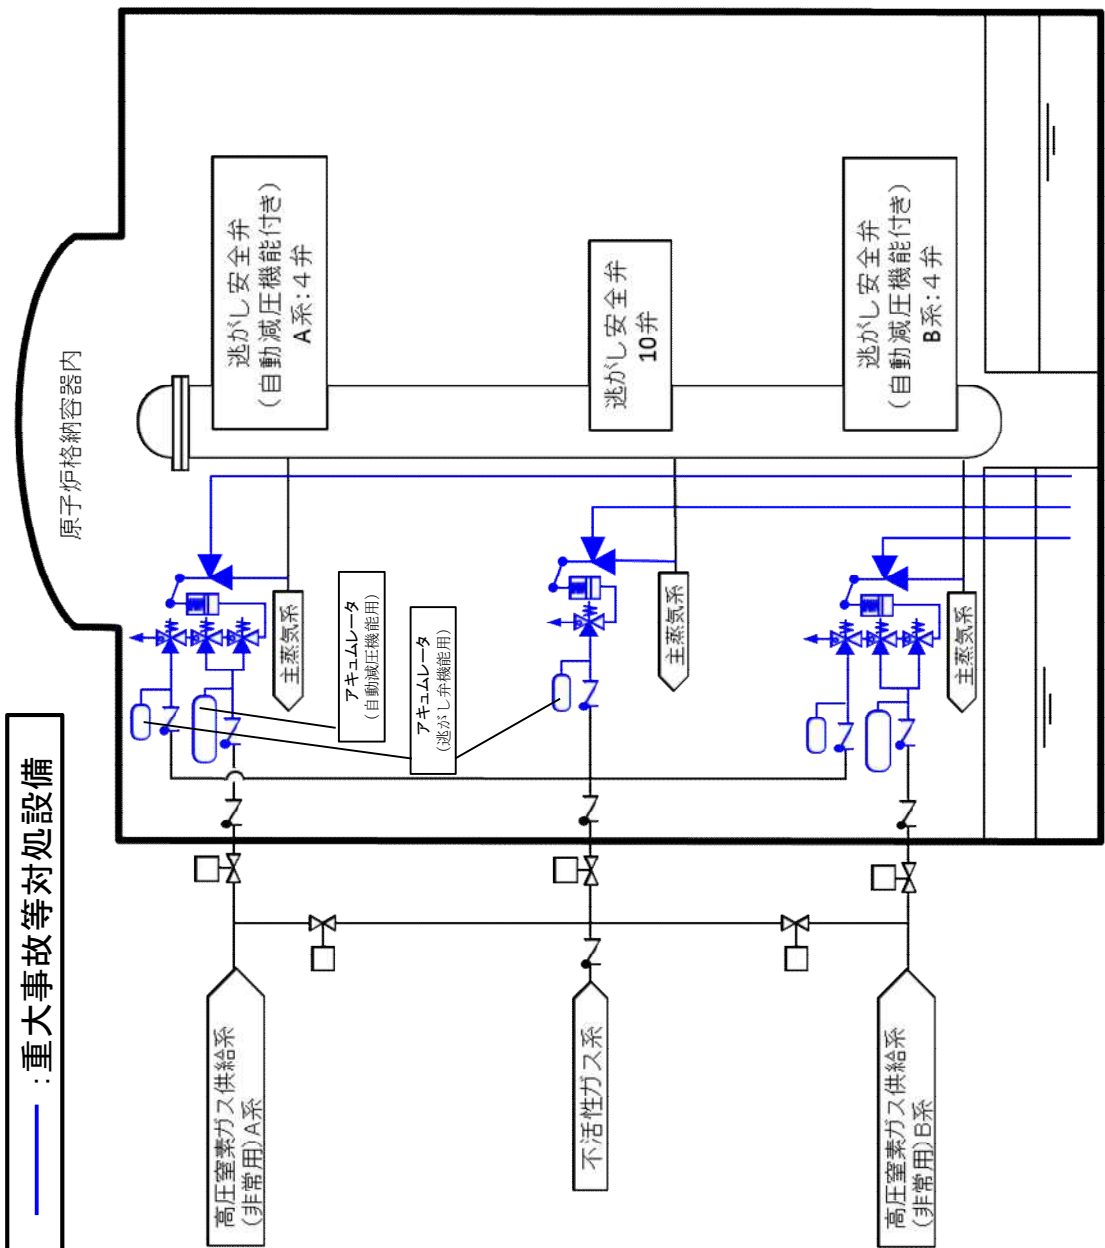 :重大事故等対処設備
原子炉格納容器内
逃がし安全弁
(自動減圧機能付き)
A系:4弁
逃がし安全弁
10弁
逃がし安全弁
(自動減圧機能付き)
B系:4弁
主蒸気系
主蒸気系
主蒸気系
アキュムレータ
(自動減圧機能用)
アキュムレータ
(逃がし弁機能用)
高圧窒素ガス供給系
(非常用)A系
不活性ガス系
高圧窒素ガス供給系
(非常用)B系